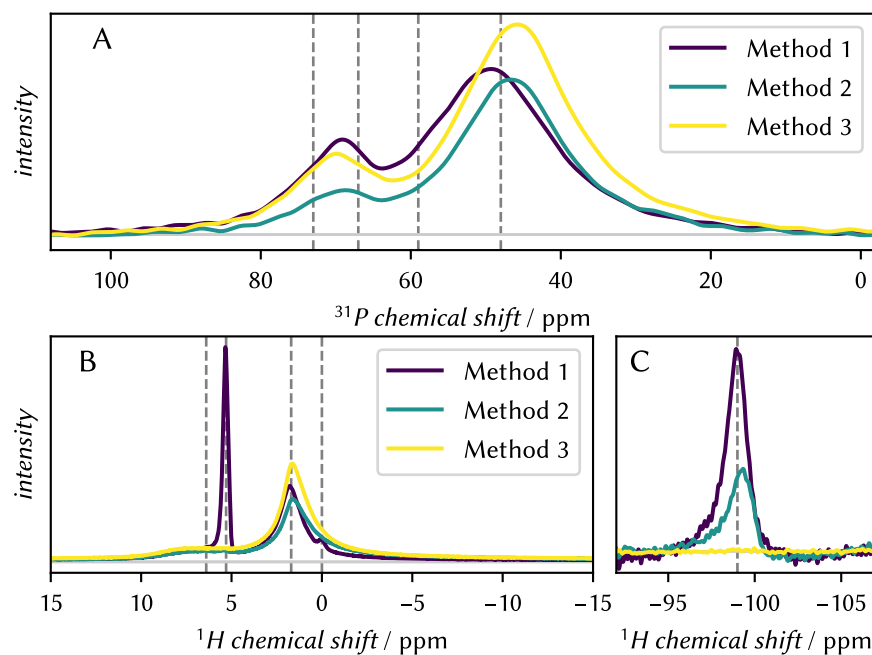 A
intensity
Method 1
Method 2
Method 3
100 80 60 40 20 0
³¹P chemical shift / ppm
B
intensity
Method 1
Method 2
Method 3
15 10 5 0 −5 −10 −15
¹H chemical shift / ppm
C
−95 −100 −105
¹H chemical shift / ppm